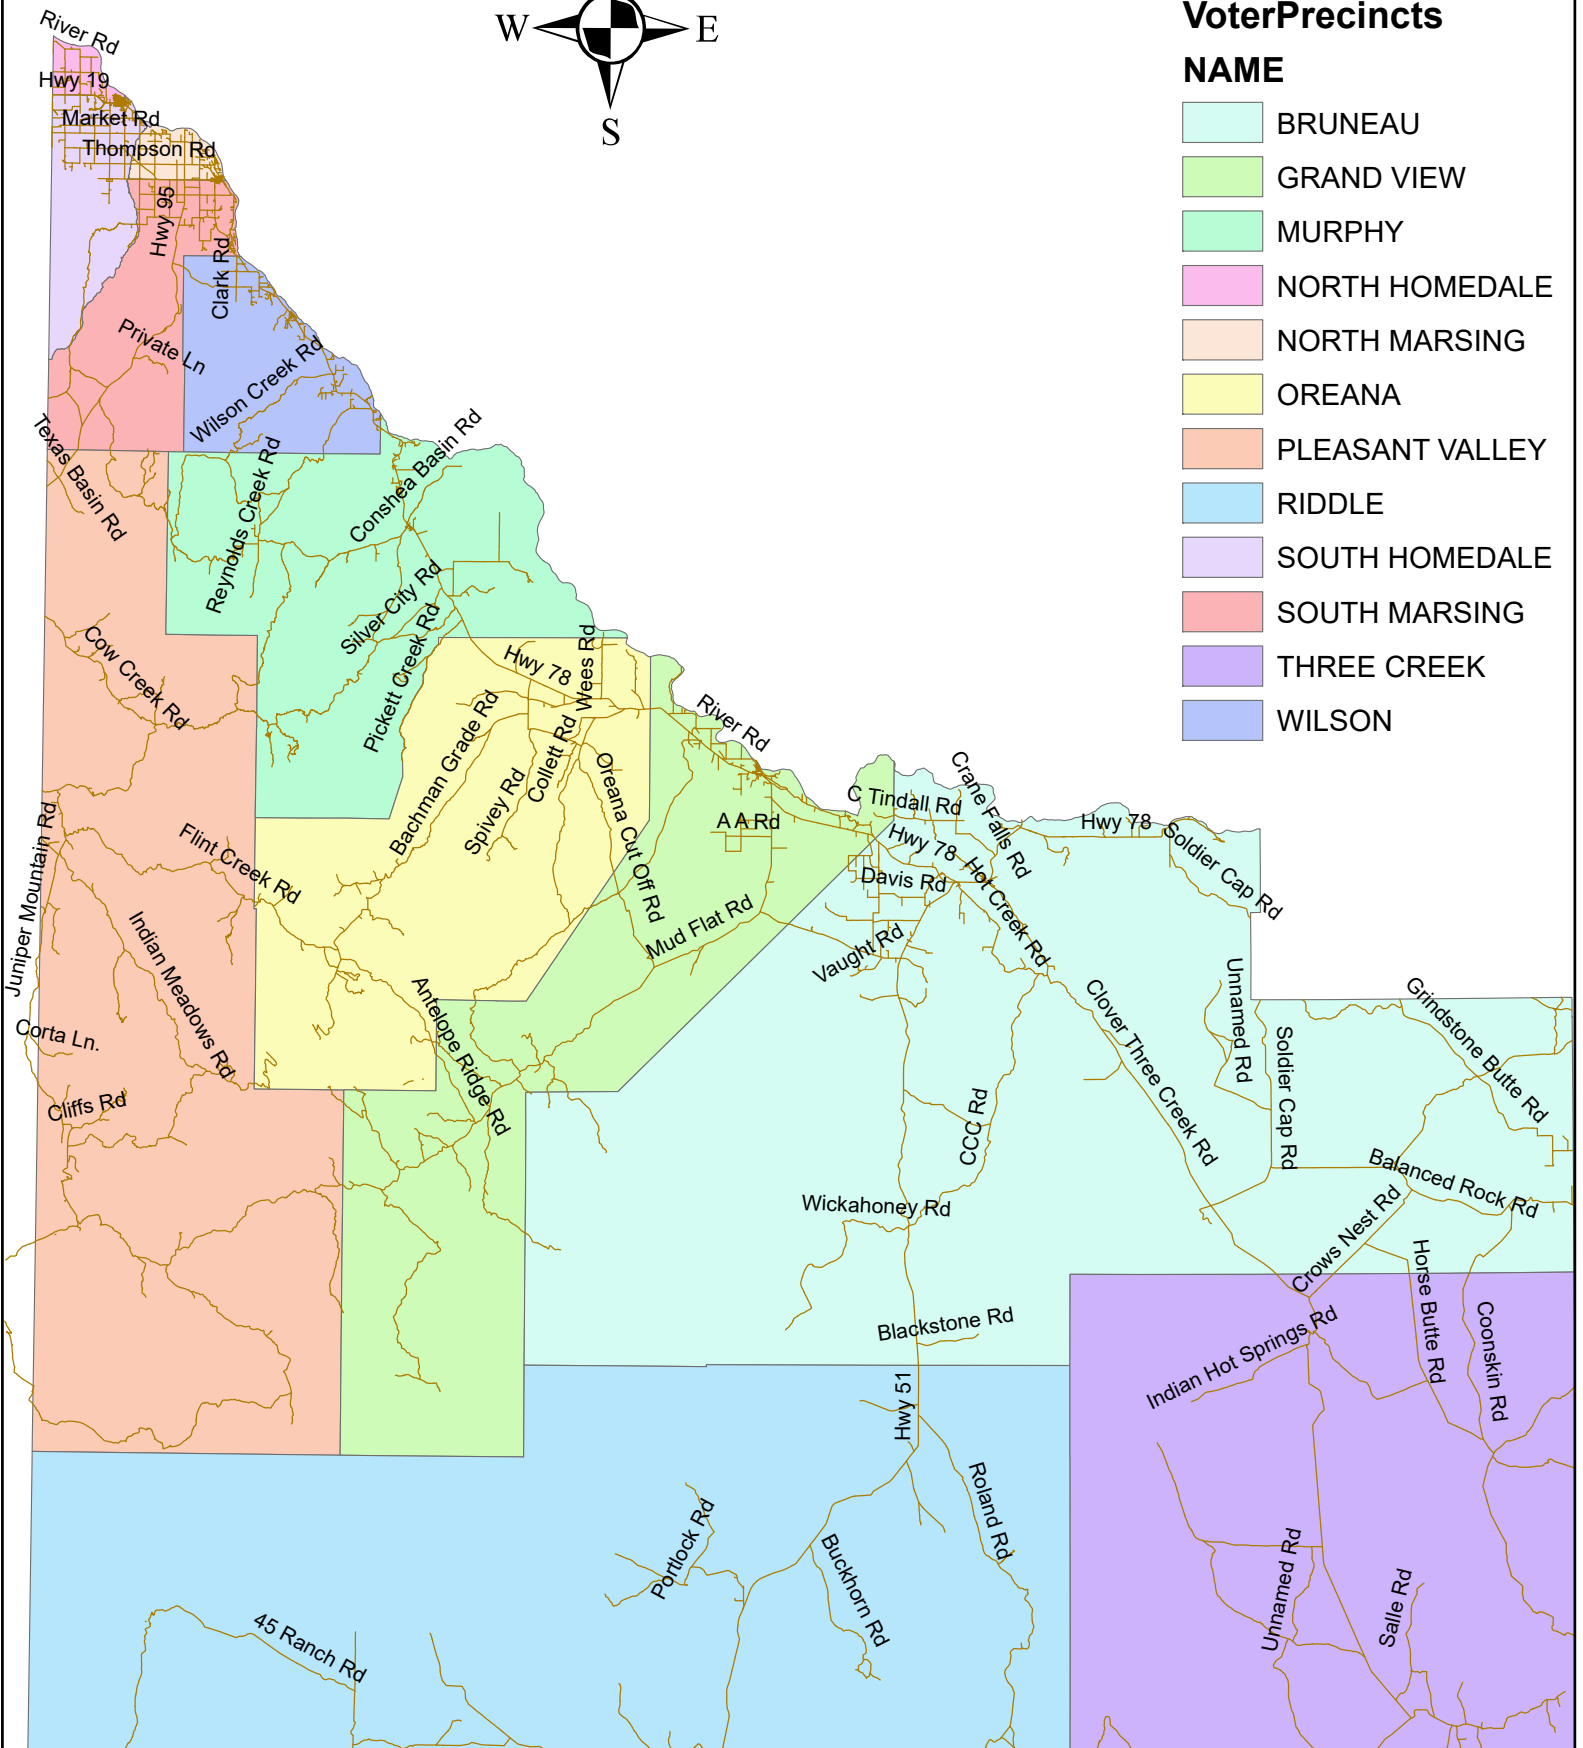 W
E
S
VoterPrecincts
NAME
BRUNEAU
GRAND VIEW
MURPHY
NORTH HOMEDALE
NORTH MARSING
OREANA
PLEASANT VALLEY
RIDDLE
SOUTH HOMEDALE
SOUTH MARSING
THREE CREEK
WILSON
River Rd
Hwy 19
Market Rd
Thompson Rd
Hwy 95
Clark Rd
Private Ln
Wilson Creek Rd
Texas Basin Rd
Reynolds Creek Rd
Conshea Basin Rd
Silver City Rd
Pickett Creek Rd
Cow Creek Rd
Hwy 78
Wees Rd
River Rd
Bachman Grade Rd
Collett Rd
Spivey Rd
Oreana Cut Off Rd
A A Rd
C Tindall Rd
Crane Falls Rd
Hwy 78
Hwy 78
Soldier Cap Rd
Davis Rd
Hot Creek Rd
Juniper Mountain Rd
Flint Creek Rd
Indian Meadows Rd
Mud Flat Rd
Vaught Rd
Antelope Ridge Rd
Clover Three Creek Rd
Unnamed Rd
Soldier Cap Rd
Grindstone Butte Rd
Corta Ln.
Cliffs Rd
CCC Rd
Wickahoney Rd
Balanced Rock Rd
Crows Nest Rd
Horse Butte Rd
Coonskin Rd
Blackstone Rd
Indian Hot Springs Rd
Hwy 51
Roland Rd
Portlock Rd
Buckhorn Rd
45 Ranch Rd
Unnamed Rd
Salle Rd